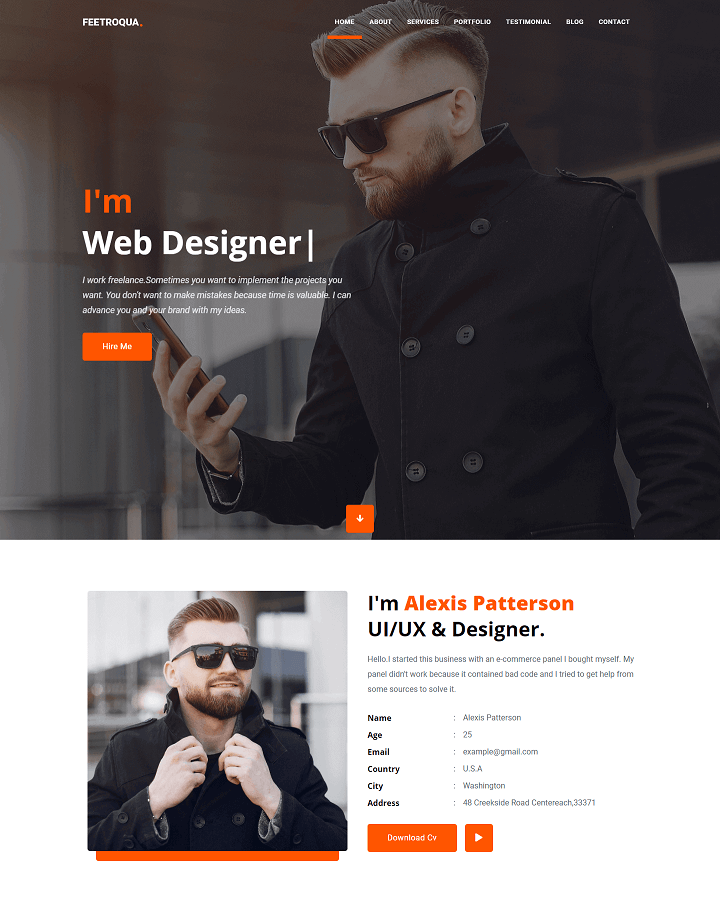 FEETROQUA.
HOME ABOUT SERVICES PORTFOLIO TESTIMONIAL BLOG CONTACT
I'm
Web Designer|
I work freelance.Sometimes you want to implement the projects you
want. You don't want to make mistakes because time is valuable. I can
advance you and your brand with my ideas.
Hire Me
I'm Alexis Patterson
UI/UX & Designer.
Hello.I started this business with an e-commerce panel I bought myself. My
panel didn't work because it contained bad code and I tried to get help from
some sources to solve it.
Name : Alexis Patterson
Age : 25
Email : example@gmail.com
Country : U.S.A
City : Washington
Address : 48 Creekside Road Centereach,33371
Download Cv